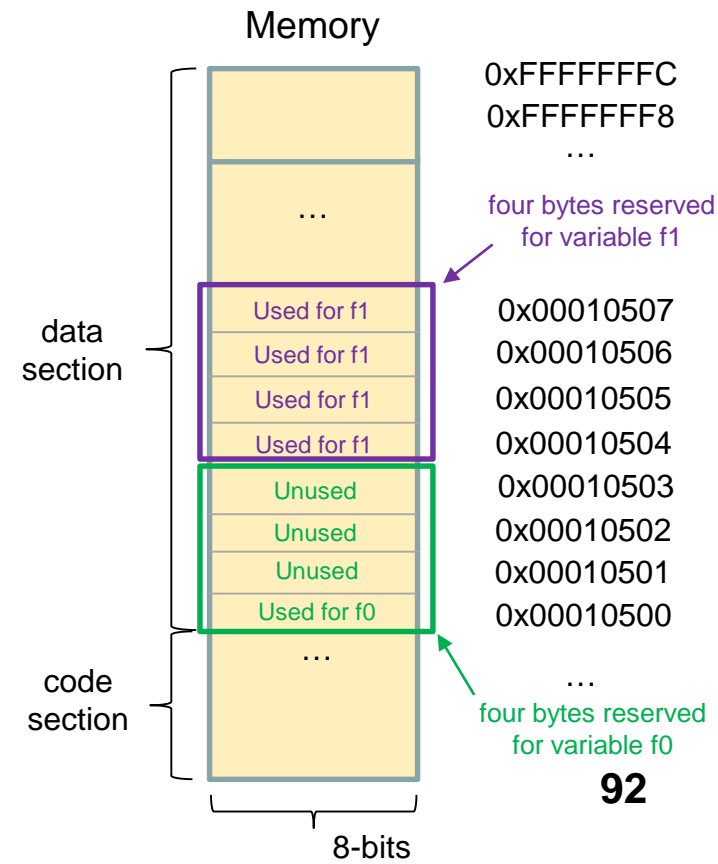 Memory
0xFFFFFFFC
0xFFFFFFF8
…
…
four bytes reserved
for variable f1
data
section
Used for f1
0x00010507
Used for f1
0x00010506
Used for f1
0x00010505
Used for f1
0x00010504
Unused
0x00010503
Unused
0x00010502
Unused
0x00010501
Used for f0
0x00010500
…
code
section
…
four bytes reserved
for variable f0
92
8-bits